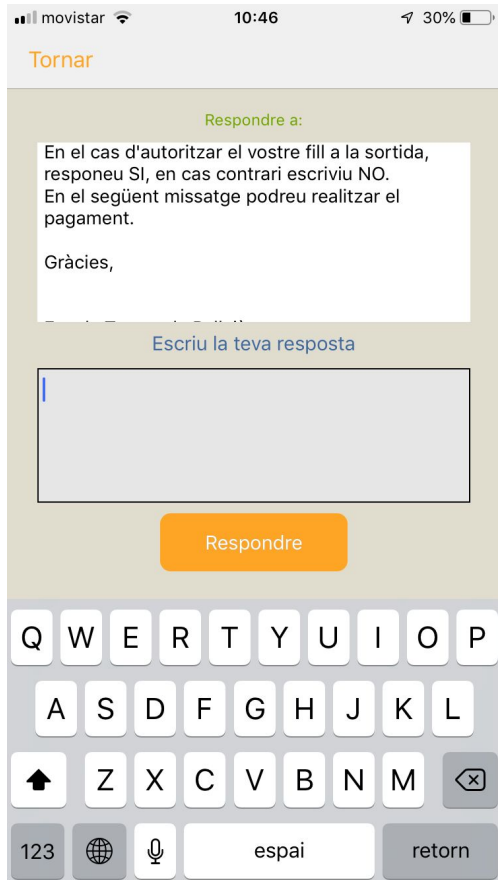 movistar 10:46 30%
Tornar
Respondre a:
En el cas d'autoritzar el vostre fill a la sortida,
responeu SI, en cas contrari escriviu NO.
En el següent missatge podreu realitzar el
pagament.
Gràcies,
Escriu la teva resposta
Respondre
Q W E R T Y U I O P
A S D F G H J K L
Z X C V B N M
123 espai retorn